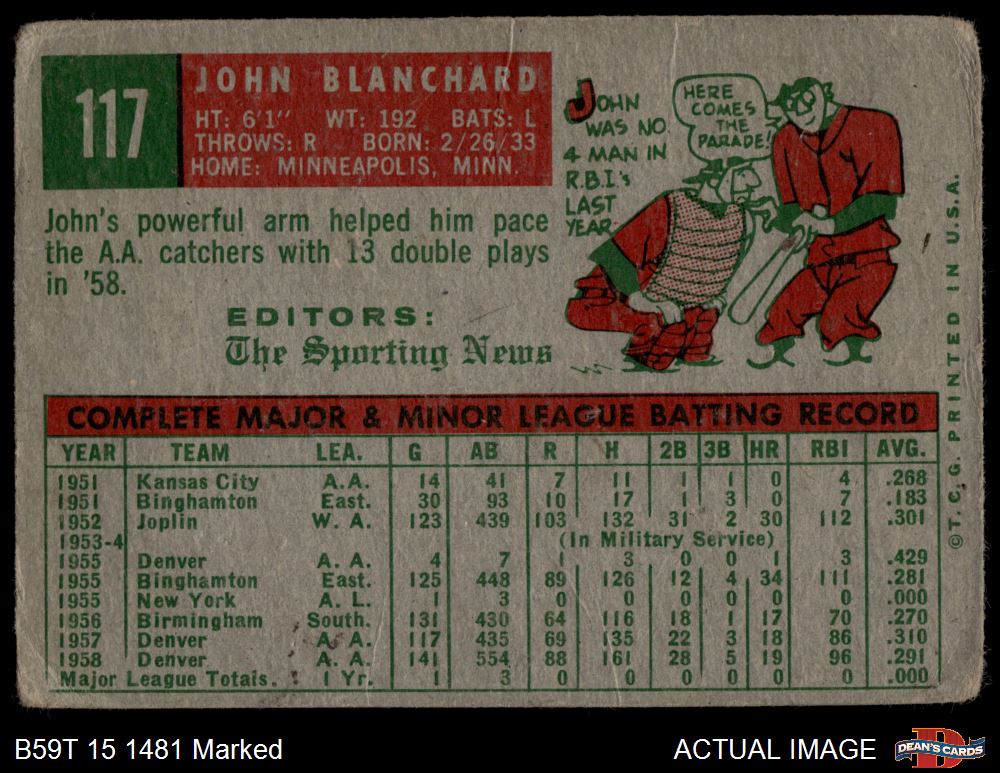 117
JOHN BLANCHARD
HT: 6'1" WT: 192 BATS: L
THROWS: R BORN: 2/26/33
HOME: MINNEAPOLIS, MINN.
John's powerful arm helped him pace
the A.A. catchers with 13 double plays
in '58.
EDITORS:
The Sporting News
JOHN
WAS NO.
4 MAN IN
R.B.I.'s
LAST
YEAR.
HERE
COMES
THE
PARADE!
COMPLETE MAJOR & MINOR LEAGUE BATTING RECORD
YEAR TEAM LEA. G AB R H 2B 3B HR RBI AVG.
1951 Kansas City A.A. 14 41 7 11 1 1 0 4 .268
1951 Binghamton East. 30 93 10 17 1 3 0 7 .183
1952 Joplin W. A. 123 439 103 132 31 2 30 112 .301
1953-4 (In Military Service)
1955 Denver A. A. 4 7 1 3 0 0 1 3 .429
1955 Binghamton East. 125 448 89 126 12 4 34 111 .281
1955 New York A. L. 1 3 0 0 0 0 0 0 .000
1956 Birmingham South. 131 430 64 116 18 1 17 70 .270
1957 Denver A. A. 117 435 69 135 22 3 18 86 .310
1958 Denver A. A. 141 554 88 161 28 5 19 96 .291
Major League Totals. 1 Yr. 1 3 0 0 0 0 0 0 .000
©T. C. G. PRINTED IN U.S.A.
B59T 15 1481 Marked
ACTUAL IMAGE
D
DEAN'S CARDS